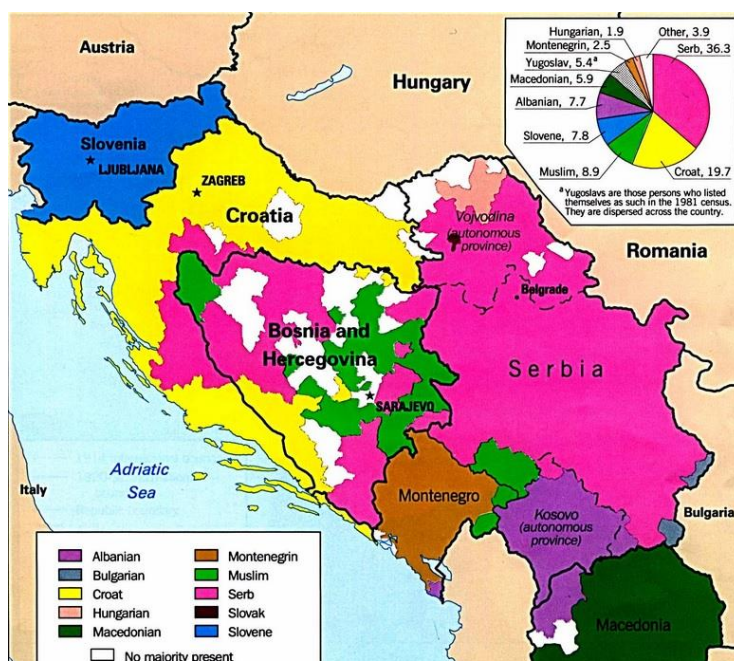 Austria
Hungary
Slovenia
LJUBLJANA
ZAGREB
Croatia
Vojvodina
(autonomous
province)
Romania
Belgrade
Bosnia and
Hercegovina
Serbia
SARAJEVO
Adriatic
Sea
Italy
Montenegro
Kosovo
(autonomous
province)
Bulgaria
Macedonia
Hungarian, 1.9
Other, 3.9
Montenegrin, 2.5
Serb, 36.3
Yugoslav, 5.4 a
Macedonian, 5.9
Albanian, 7.7
Slovene, 7.8
Muslim, 8.9
Croat, 19.7
a Yugoslavs are those persons who listed
themselves as such in the 1981 census.
They are dispersed across the country.
Albanian
Bulgarian
Croat
Hungarian
Macedonian
Montenegrin
Muslim
Serb
Slovak
Slovene
No majority present